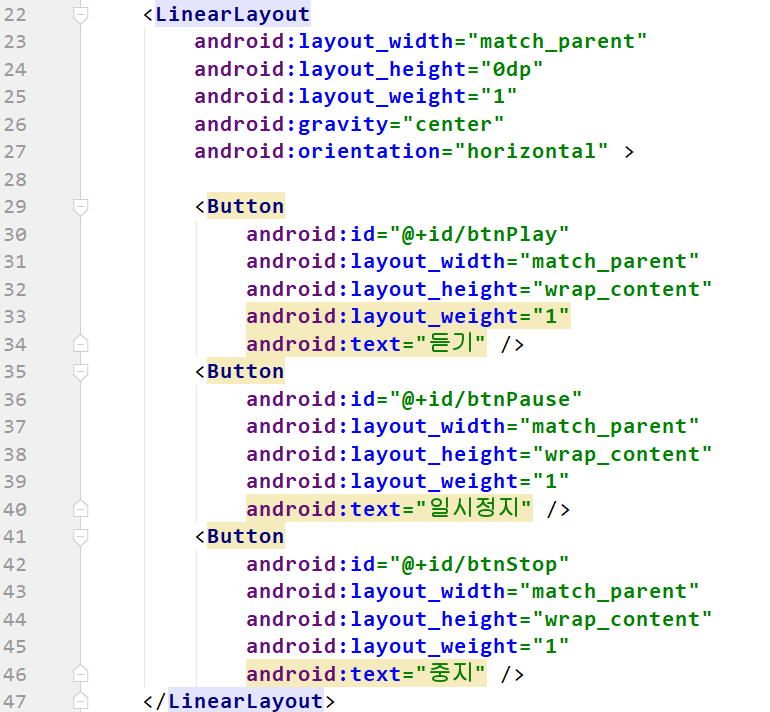 22 <LinearLayout
23 android:layout_width="match_parent"
24 android:layout_height="0dp"
25 android:layout_weight="1"
26 android:gravity="center"
27 android:orientation="horizontal" >
28
29 <Button
30 android:id="@+id/btnPlay"
31 android:layout_width="match_parent"
32 android:layout_height="wrap_content"
33 android:layout_weight="1"
34 android:text="듣기" />
35 <Button
36 android:id="@+id/btnPause"
37 android:layout_width="match_parent"
38 android:layout_height="wrap_content"
39 android:layout_weight="1"
40 android:text="일시정지" />
41 <Button
42 android:id="@+id/btnStop"
43 android:layout_width="match_parent"
44 android:layout_height="wrap_content"
45 android:layout_weight="1"
46 android:text="중지" />
47 </LinearLayout>